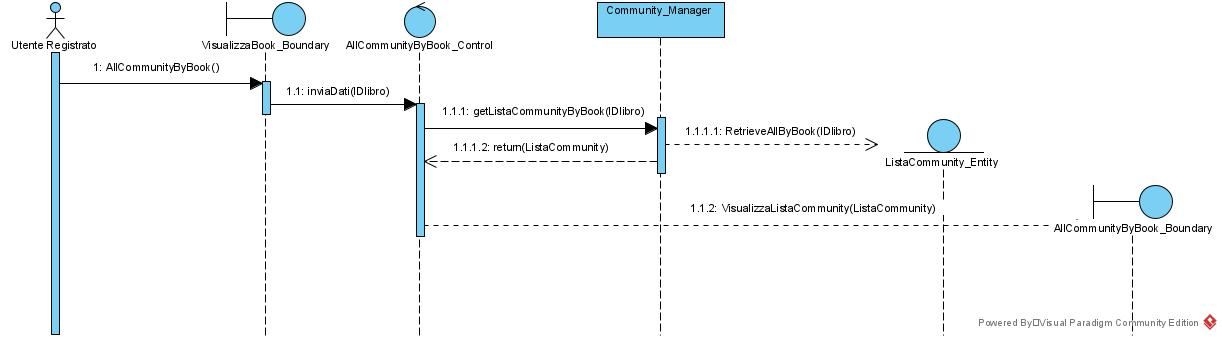 Utente Registrato
VisualizzaBook_Boundary
AllCommunityByBook_Control
Community_Manager
1: AllCommunityByBook()
1.1: inviaDati(IDlibro)
1.1.1: getListaCommunityByBook(IDlibro)
1.1.1.1: RetrieveAllByBook(IDlibro)
1.1.1.2: return(ListaCommunity)
ListaCommunity_Entity
1.1.2: VisualizzaListaCommunity(ListaCommunity)
AllCommunityByBook_Boundary
Powered By□Visual Paradigm Community Edition